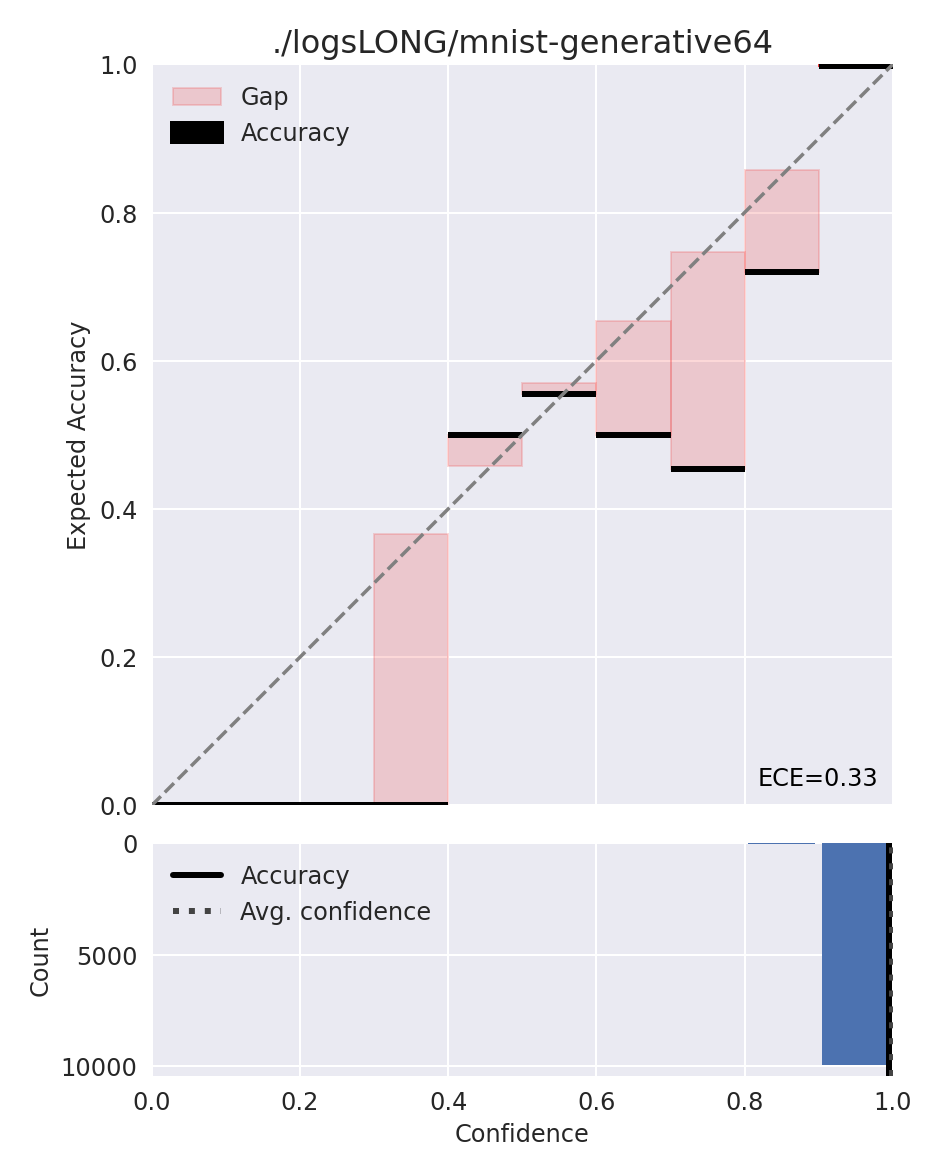 ./logsLONG/mnist-generative64
1.0
Gap
Accuracy
0.8
0.6
Expected Accuracy
0.4
0.2
ECE=0.33
0.0
0
Accuracy
Avg. confidence
Count
5000
10000
0.0 0.2 0.4 0.6 0.8 1.0
Confidence